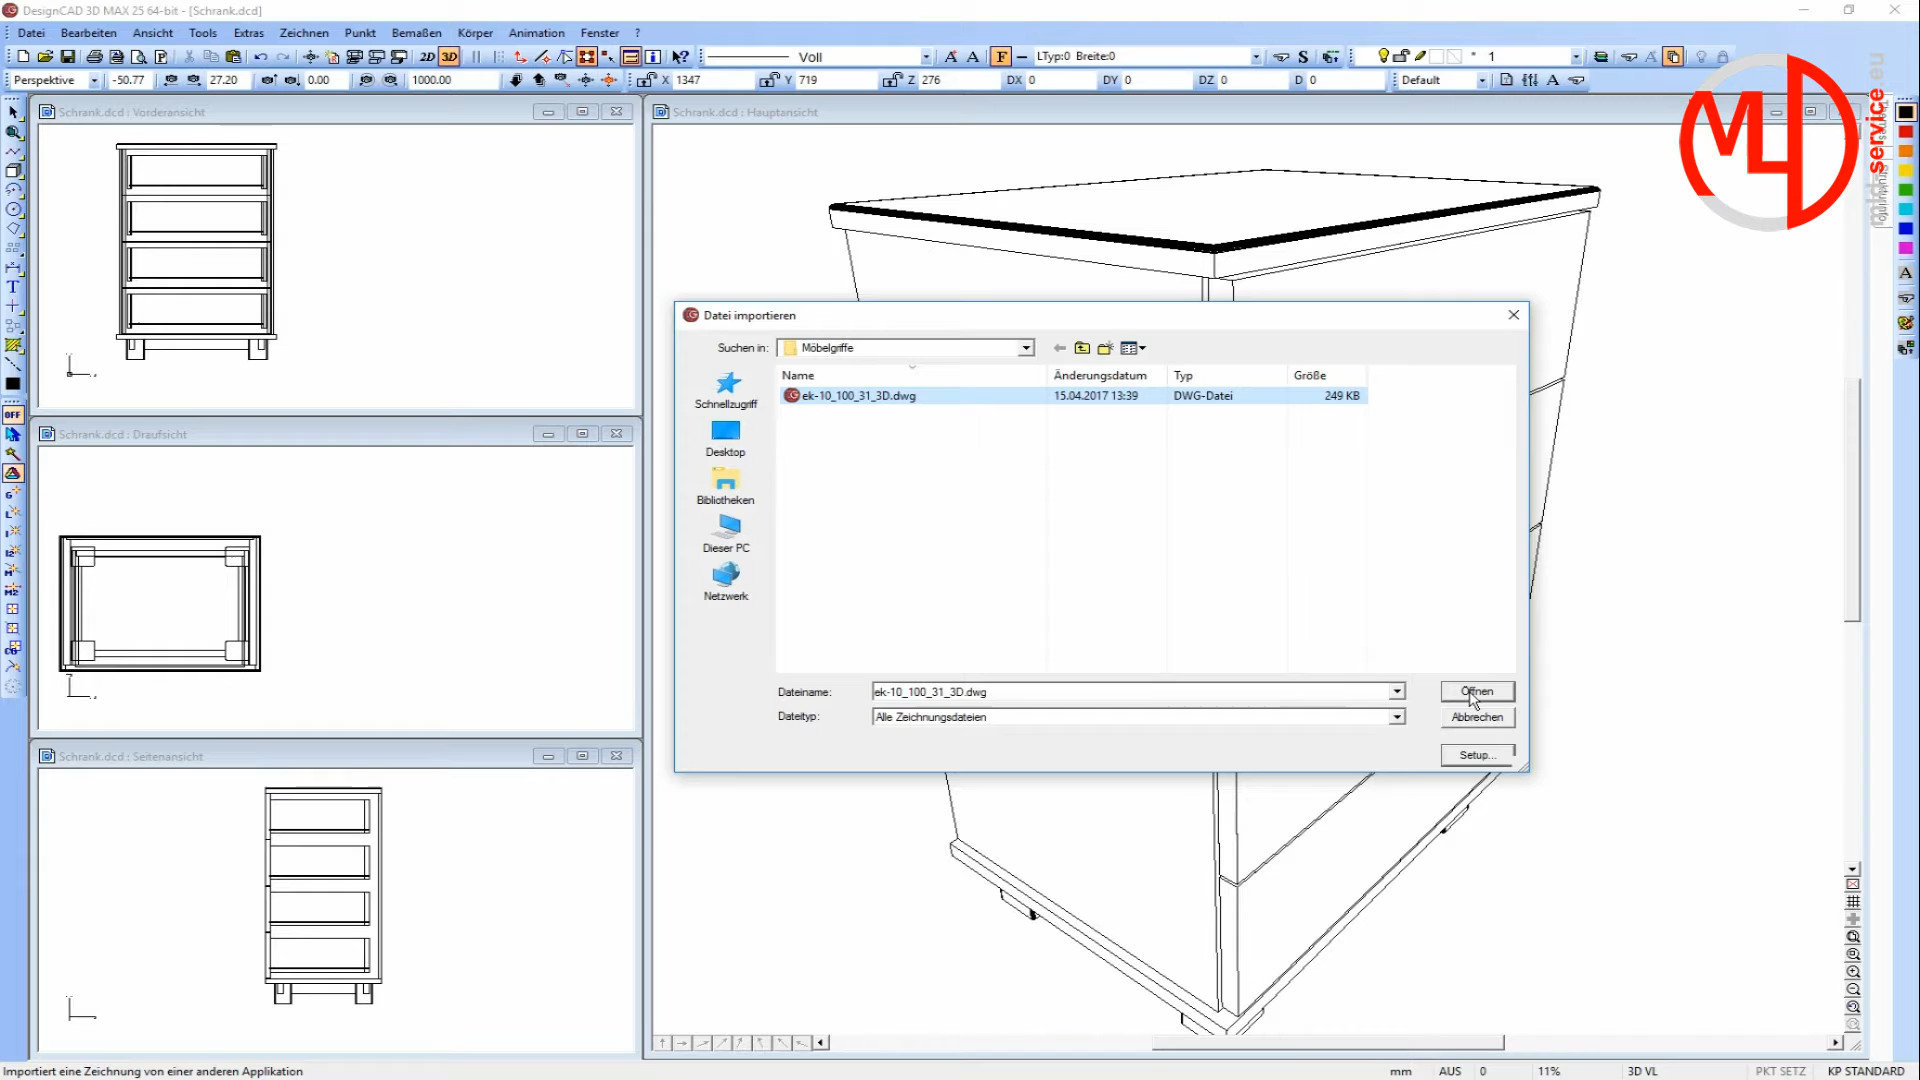 DesignCAD 3D MAX 25 64-bit - [Schrank.dcd]
Datei Bearbeiten Ansicht Tools Extras Zeichnen Punkt Bemaßen Körper Animation Fenster ?
2D 3D Voll F LTyp:0 Breite:0 S * 1
Perspektive -50.77 27.20 0.00 1000.00 X 1347 Y 719 Z 276 DX 0 DY 0 DZ 0 D 0 Default
Schrank.dcd : Vorderansicht
Schrank.dcd : Hauptansicht
mld-service.eu
Datei importieren
Suchen in: Möbelgriffe
Name Änderungsdatum Typ Größe
ek-10_100_31_3D.dwg 15.04.2017 13:39 DWG-Datei 249 KB
Schnellzugriff
Desktop
Bibliotheken
Dieser PC
Netzwerk
Dateiname: ek-10_100_31_3D.dwg Öffnen
Dateityp: Alle Zeichnungsdateien Abbrechen
Setup...
OFF
Schrank.dcd : Draufsicht
Schrank.dcd : Seitenansicht
Importiert eine Zeichnung von einer anderen Applikation
mm AUS 0 11% 3D VL PKT SETZ KP STANDARD